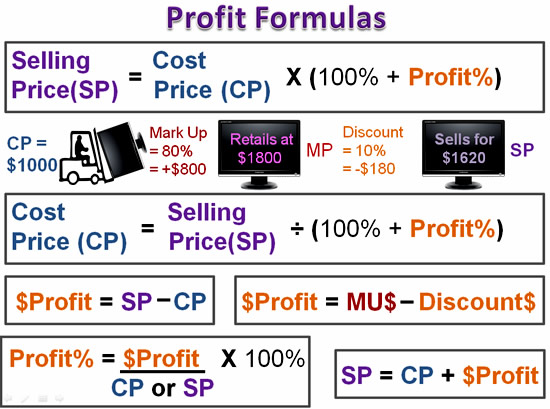 Profit Formulas
Selling Price(SP) = Cost Price (CP) X (100% + Profit%)
CP = $1000
Mark Up = 80% = +$800
Retails at $1800
MP
Discount = 10% = -$180
Sells for $1620
SP
Cost Price (CP) = Selling Price(SP) ÷ (100% + Profit%)
$Profit = SP − CP
$Profit = MU$ − Discount$
Profit% = $Profit X 100%
CP or SP
SP = CP + $Profit